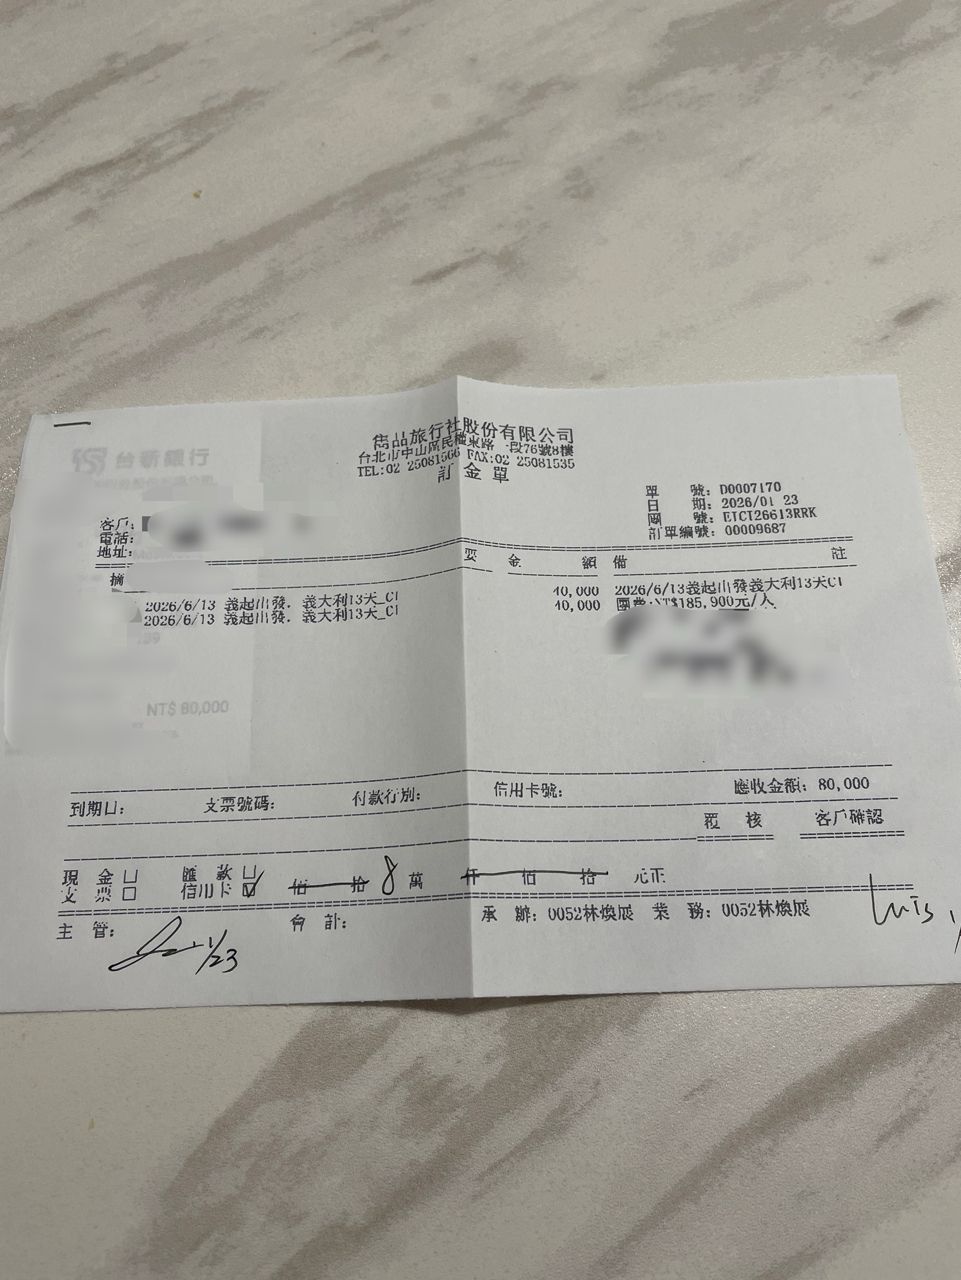 台新銀行
雋品旅行社股份有限公司
台北市中山區民權東路一段76號8樓
TEL:02 25081566 FAX:02 25081535
訂金單
單 號: D0007170
日 期: 2026/01 23
團 號:
訂單編號: 00009687
客戶:
電話:
地址:
摘 要 金 額 備 註
2026/6/13 義起出發. 義大利13天_CI 40,000 2026/6/13義起出發義大利13天CI
2026/6/13 義起出發. 義大利13天_CI 40,000 團費:NT$185,900元/人
NT$ 80,000
到期日: 支票號碼: 付款行別: 信用卡號: 應收金額: 80,000
覆 核 客戶確認
現 金 □ 匯 款 □
支 票 □ 信用卡 ☑ 佰 拾 8 萬 仟 佰 拾 元正
主 管: 會 計: 承 辦: 0052林煥展 業 務: 0052林煥展
1/23